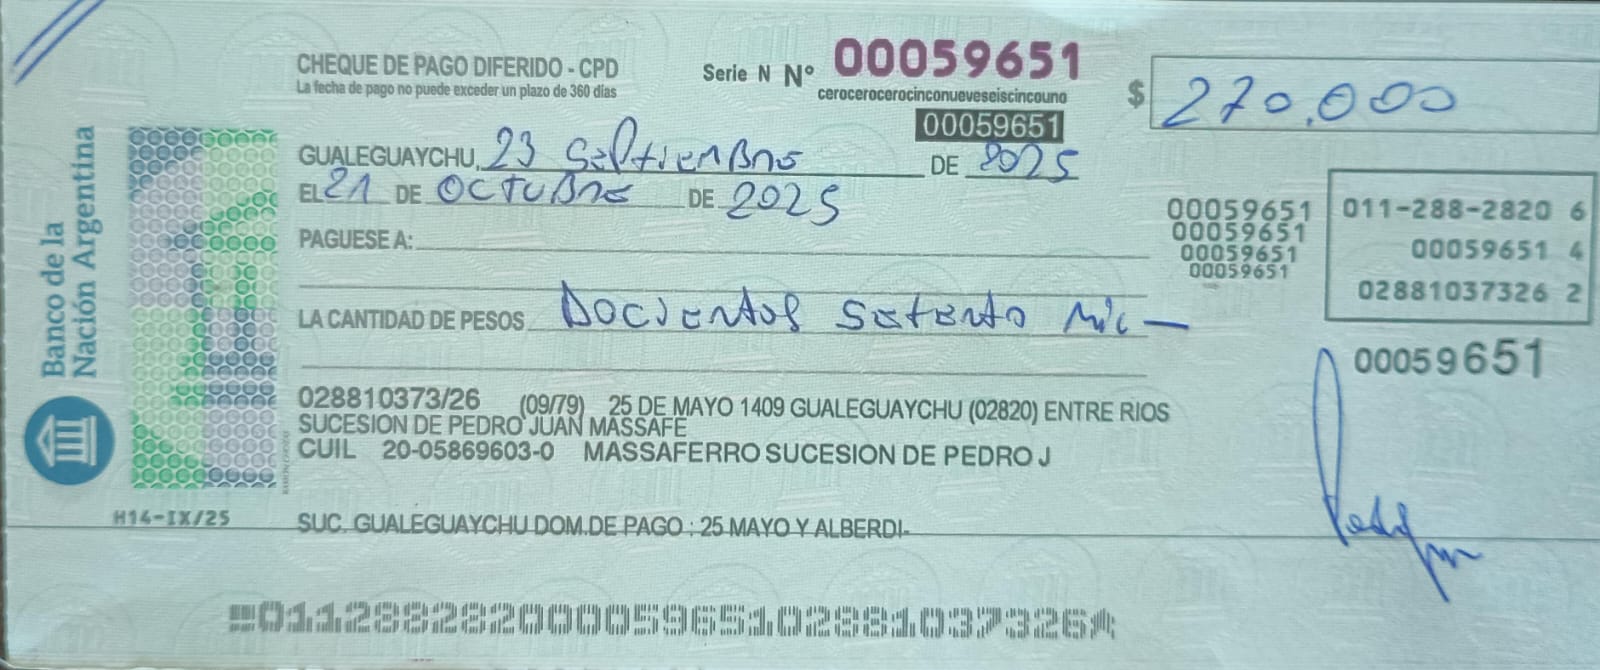 CHEQUE DE PAGO DIFERIDO - CPD
La fecha de pago no puede exceder un plazo de 360 días
Serie N Nº 00059651
cerocerocerocinconueveseiscincouno
00059651
$ 270.000
GUALEGUAYCHU, 23 Septiembre DE 2025
EL 21 DE OCTUBRE DE 2025
PAGUESE A:
00059651
00059651
00059651
00059651
011-288-2820 6
00059651 4
02881037326 2
LA CANTIDAD DE PESOS Docientos setenta mil —
00059651
028810373/26 (09/79) 25 DE MAYO 1409 GUALEGUAYCHU (02820) ENTRE RIOS
SUCESION DE PEDRO JUAN MASSAFE
CUIL 20-05869603-0 MASSAFERRO SUCESION DE PEDRO J
Banco de la
Nación Argentina
H14-IX/25
SUC. GUALEGUAYCHU DOM.DE PAGO : 25 MAYO Y ALBERDI-
01128828200005965102881037326